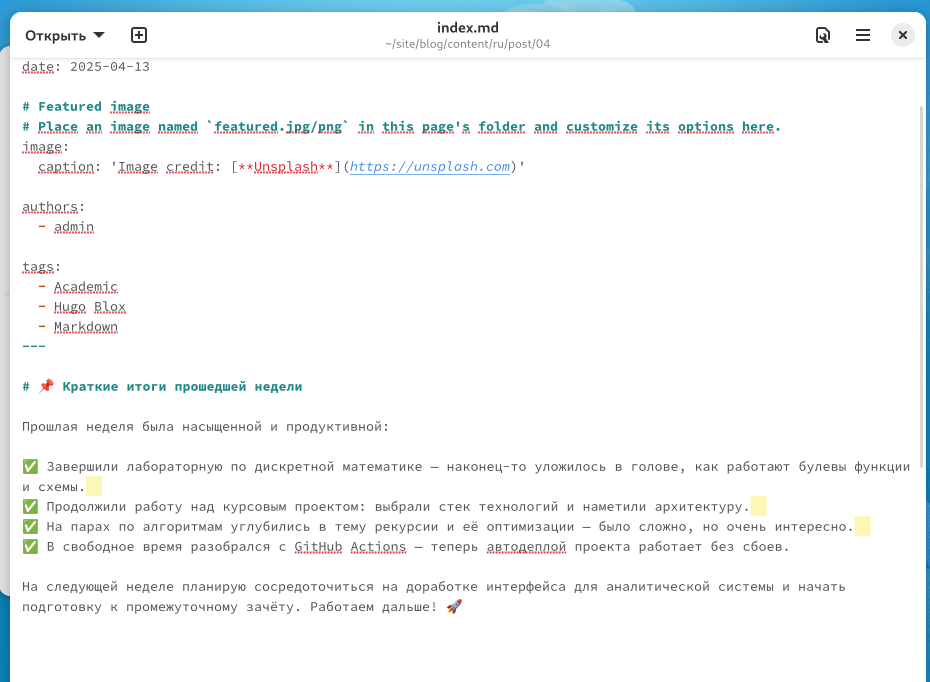 Открыть
index.md
~/site/blog/content/ru/post/04
date: 2025-04-13
# Featured image
# Place an image named `featured.jpg/png` in this page's folder and customize its options here.
image:
  caption: 'Image credit: [**Unsplash**](https://unsplash.com)'
authors:
  - admin
tags:
  - Academic
  - Hugo Blox
  - Markdown
---
# 📌 Краткие итоги прошедшей недели
Прошлая неделя была насыщенной и продуктивной:
✅ Завершили лабораторную по дискретной математике — наконец-то уложилось в голове, как работают булевы функции
и схемы.
✅ Продолжили работу над курсовым проектом: выбрали стек технологий и наметили архитектуру.
✅ На парах по алгоритмам углубились в тему рекурсии и её оптимизации — было сложно, но очень интересно.
✅ В свободное время разобрался с GitHub Actions — теперь автодеплой проекта работает без сбоев.
На следующей неделе планирую сосредоточиться на доработке интерфейса для аналитической системы и начать
подготовку к промежуточному зачёту. Работаем дальше! 🚀